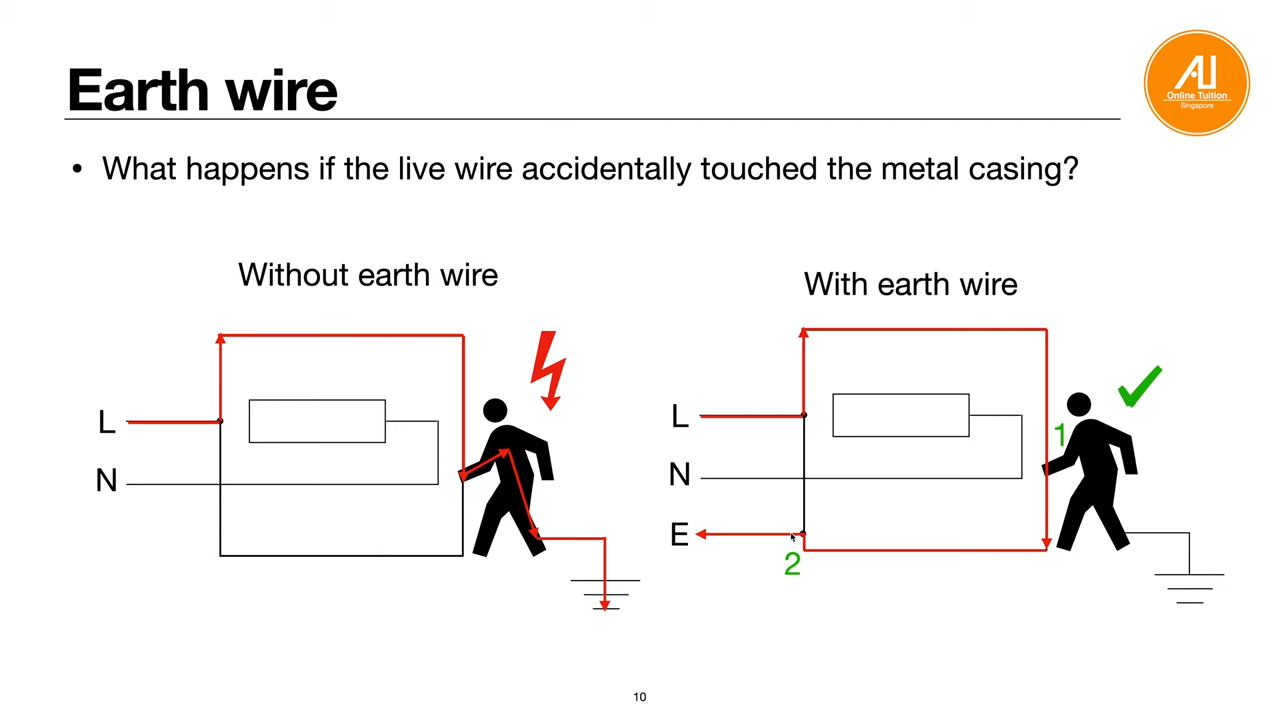 Earth wire
AU
Online Tuition
Singapore
• What happens if the live wire accidentally touched the metal casing?
Without earth wire
With earth wire
L
N
L
N
E
1
2
10